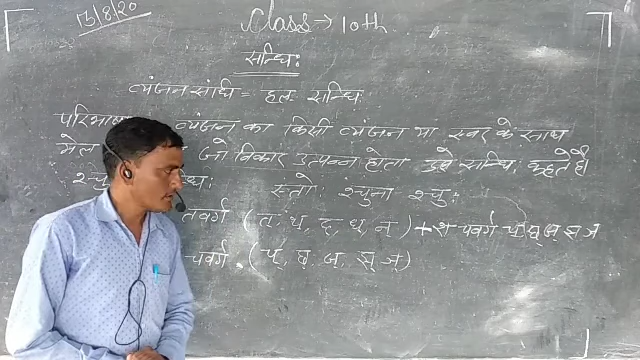 13/8/20
Class → 10th
सन्धिः
व्यंजन संधि = हल सन्धि
परिभाषा व्यंजन का किसी व्यंजन या स्वर के साथ
मेल जो विकार उत्पन्न होता उसे सन्धि: कहते है
श्चु स्तो: श्चुना श्चु:
तवर्ग (त, थ्, द्, ध्, न्) + श चवर्ग च्, छ् ज् झ् ञ्
चवर्ग (च्, छ्, ज्, झ् ञ्)